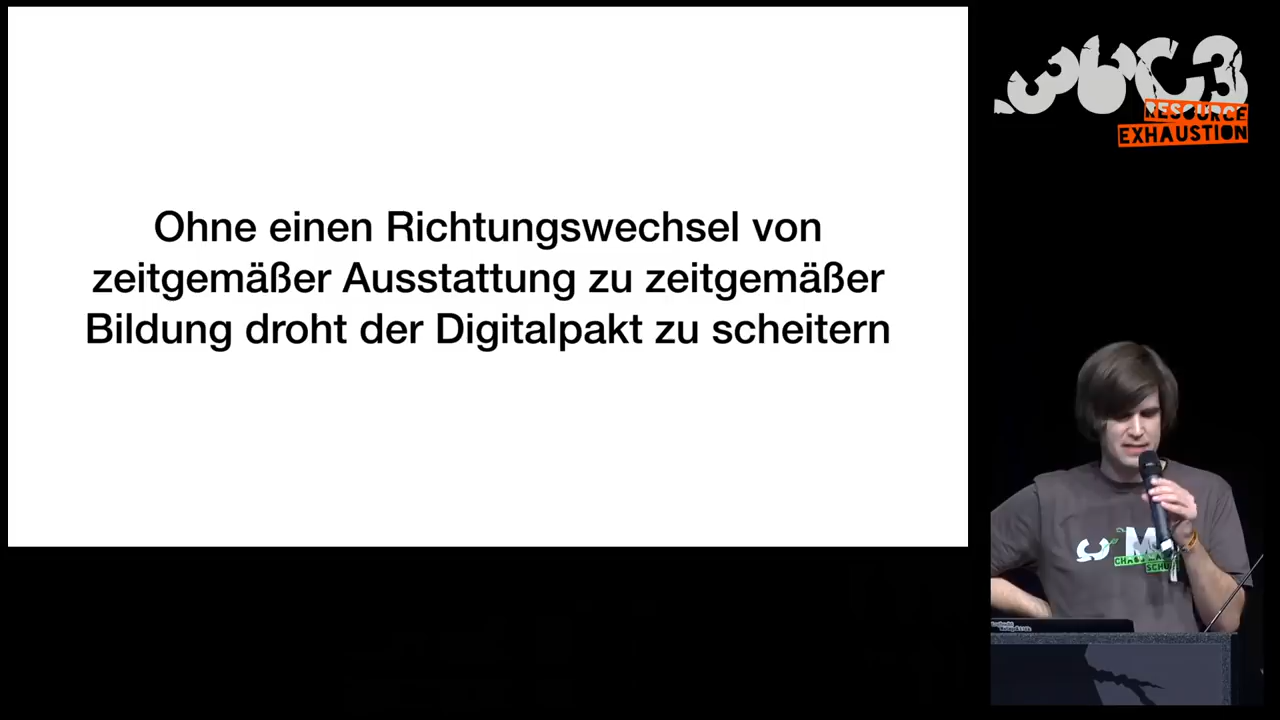 Ohne einen Richtungswechsel von
zeitgemäßer Ausstattung zu zeitgemäßer
Bildung droht der Digitalpakt zu scheitern
36C3
RESOURCE
EXHAUSTION
M